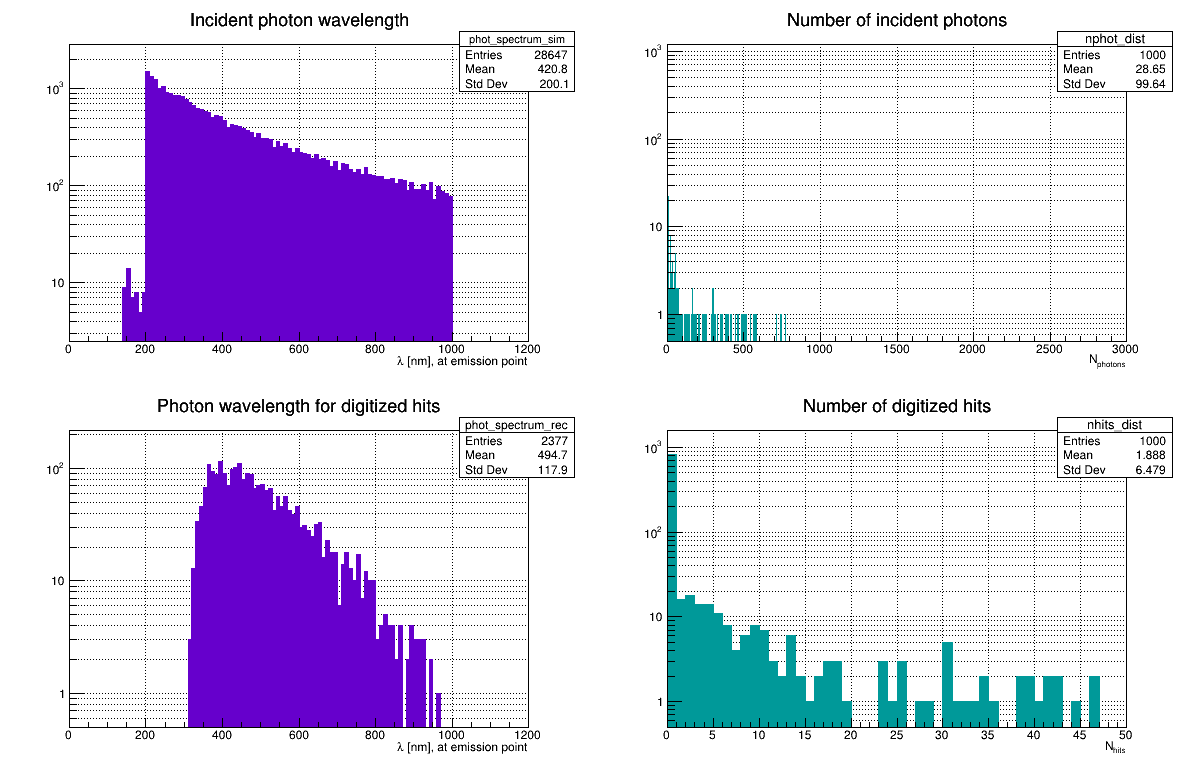 Incident photon wavelength
phot_spectrum_sim
Entries 28647
Mean 420.8
Std Dev 200.1
10³
10²
10
0 200 400 600 800 1000 1200
λ [nm], at emission point
Number of incident photons
nphot_dist
Entries 1000
Mean 28.65
Std Dev 99.64
10³
10²
10
1
0 500 1000 1500 2000 2500 3000
Nphotons
Photon wavelength for digitized hits
phot_spectrum_rec
Entries 2377
Mean 494.7
Std Dev 117.9
10²
10
1
0 200 400 600 800 1000 1200
λ [nm], at emission point
Number of digitized hits
nhits_dist
Entries 1000
Mean 1.888
Std Dev 6.479
10³
10²
10
1
0 5 10 15 20 25 30 35 40 45 50
Nhits